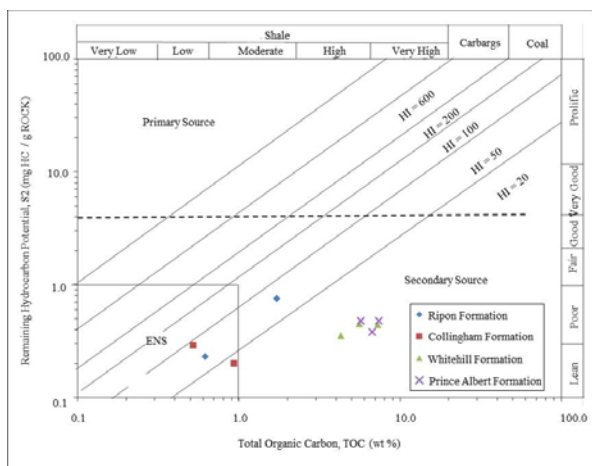 Shale
Very Low Low Moderate High Very High Carbargs Coal
100.0
10.0
1.0
0.1
Remaining Hydrocarbon Potential, S2 (mg HC / g ROCK)
Primary Source
HI = 600
HI = 200
HI = 100
HI = 50
HI = 20
Prolific
Very Good
Good
Fair
Poor
Lean
Secondary Source
ENS
Ripon Formation
Collingham Formation
Whitehill Formation
Prince Albert Formation
0.1 1.0 10.0 100.0
Total Organic Carbon, TOC (wt %)